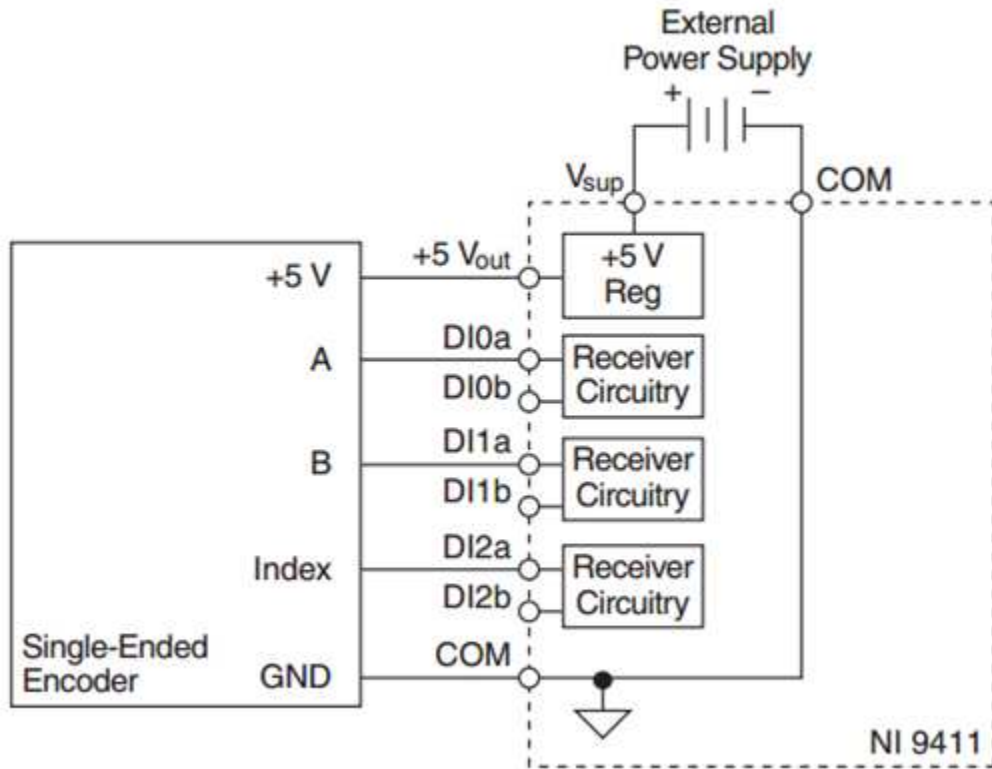 External
Power Supply
+ −
Vsup
COM
+5 V
+5 Vout
+5 V
Reg
A
DI0a
DI0b
Receiver
Circuitry
B
DI1a
DI1b
Receiver
Circuitry
Index
DI2a
DI2b
Receiver
Circuitry
Single-Ended
Encoder
GND
COM
NI 9411